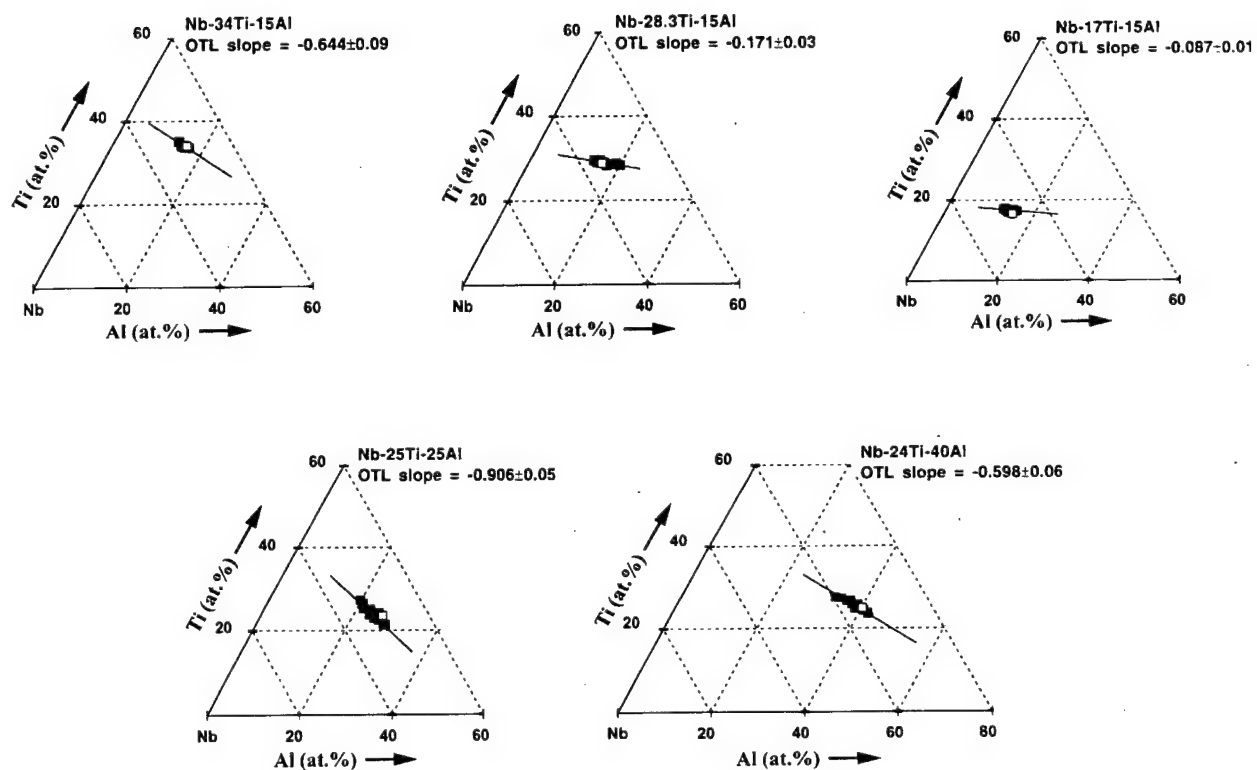 Nb-34Ti-15Al
OTL slope = -0.644±0.09
60
40
20
Ti (at.%)
Nb
20
40
60
Al (at.%)
Nb-28.3Ti-15Al
OTL slope = -0.171±0.03
60
40
20
Ti (at.%)
Nb
20
40
60
Al (at.%)
Nb-17Ti-15Al
OTL slope = -0.087±0.01
60
40
20
Ti (at.%)
Nb
20
40
60
Al (at.%)
Nb-25Ti-25Al
OTL slope = -0.906±0.05
60
40
20
Ti (at.%)
Nb
20
40
60
Al (at.%)
Nb-24Ti-40Al
OTL slope = -0.598±0.06
60
40
20
Ti (at.%)
Nb
20
40
60
80
Al (at.%)